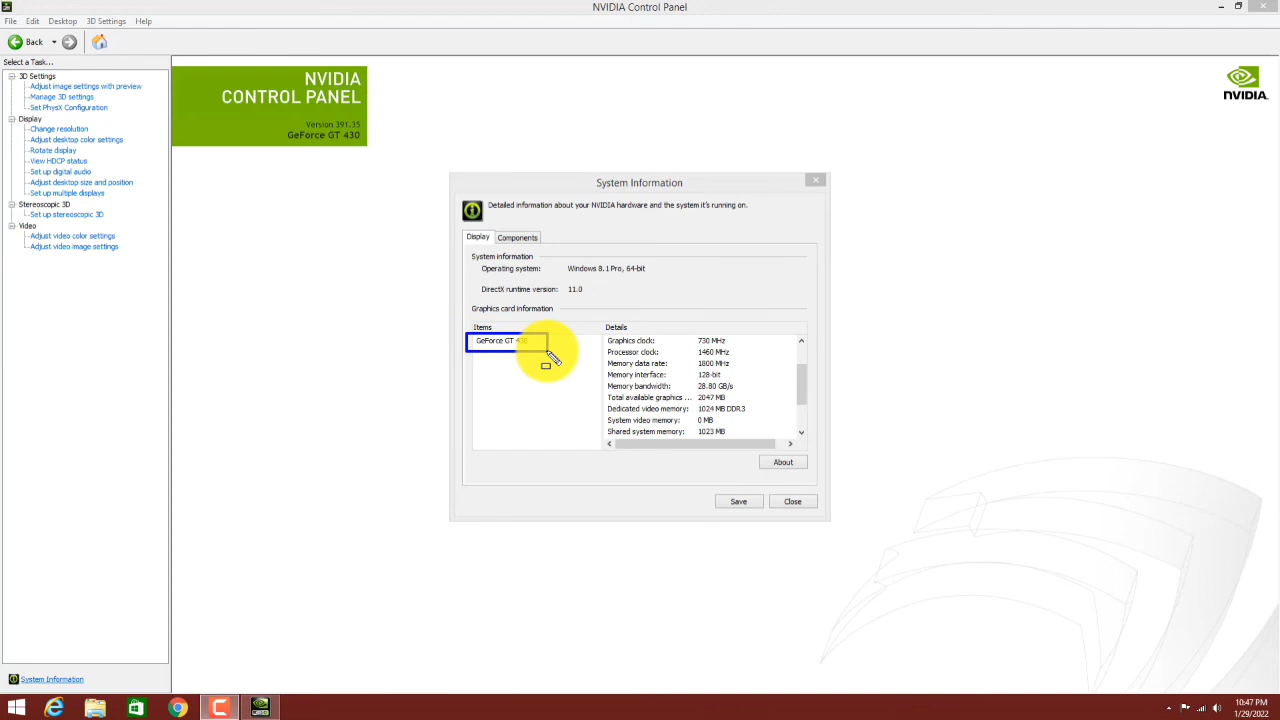 NVIDIA Control Panel
File Edit Desktop 3D Settings Help
Back
Select a Task...
3D Settings
Adjust image settings with preview
Manage 3D settings
Set PhysX Configuration
Display
Change resolution
Adjust desktop color settings
Rotate display
View HDCP status
Set up digital audio
Adjust desktop size and position
Set up multiple displays
Stereoscopic 3D
Set up stereoscopic 3D
Video
Adjust video color settings
Adjust video image settings
System Information
NVIDIA
CONTROL PANEL
Version 391.35
GeForce GT 430
NVIDIA.
System Information
Detailed information about your NVIDIA hardware and the system it's running on.
Display Components
System information
Operating system: Windows 8.1 Pro, 64-bit
DirectX runtime version: 11.0
Graphics card information
Items Details
GeForce GT 430
Graphics clock: 730 MHz
Processor clock: 1460 MHz
Memory data rate: 1800 MHz
Memory interface: 128-bit
Memory bandwidth: 28.80 GB/s
Total available graphics ... 2047 MB
Dedicated video memory: 1024 MB DDR3
System video memory: 0 MB
Shared system memory: 1023 MB
About
Save Close
10:47 PM
1/29/2022